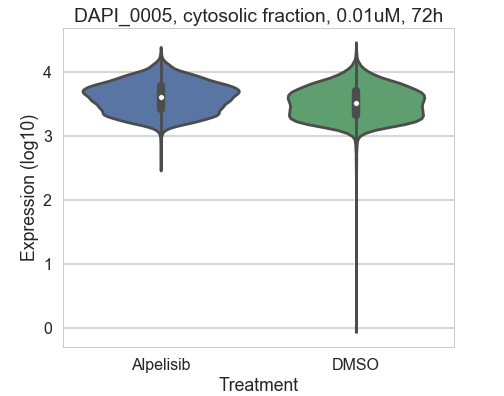 DAPI_0005, cytosolic fraction, 0.01uM, 72h
Expression (log10)
4
3
2
1
0
Alpelisib DMSO
Treatment